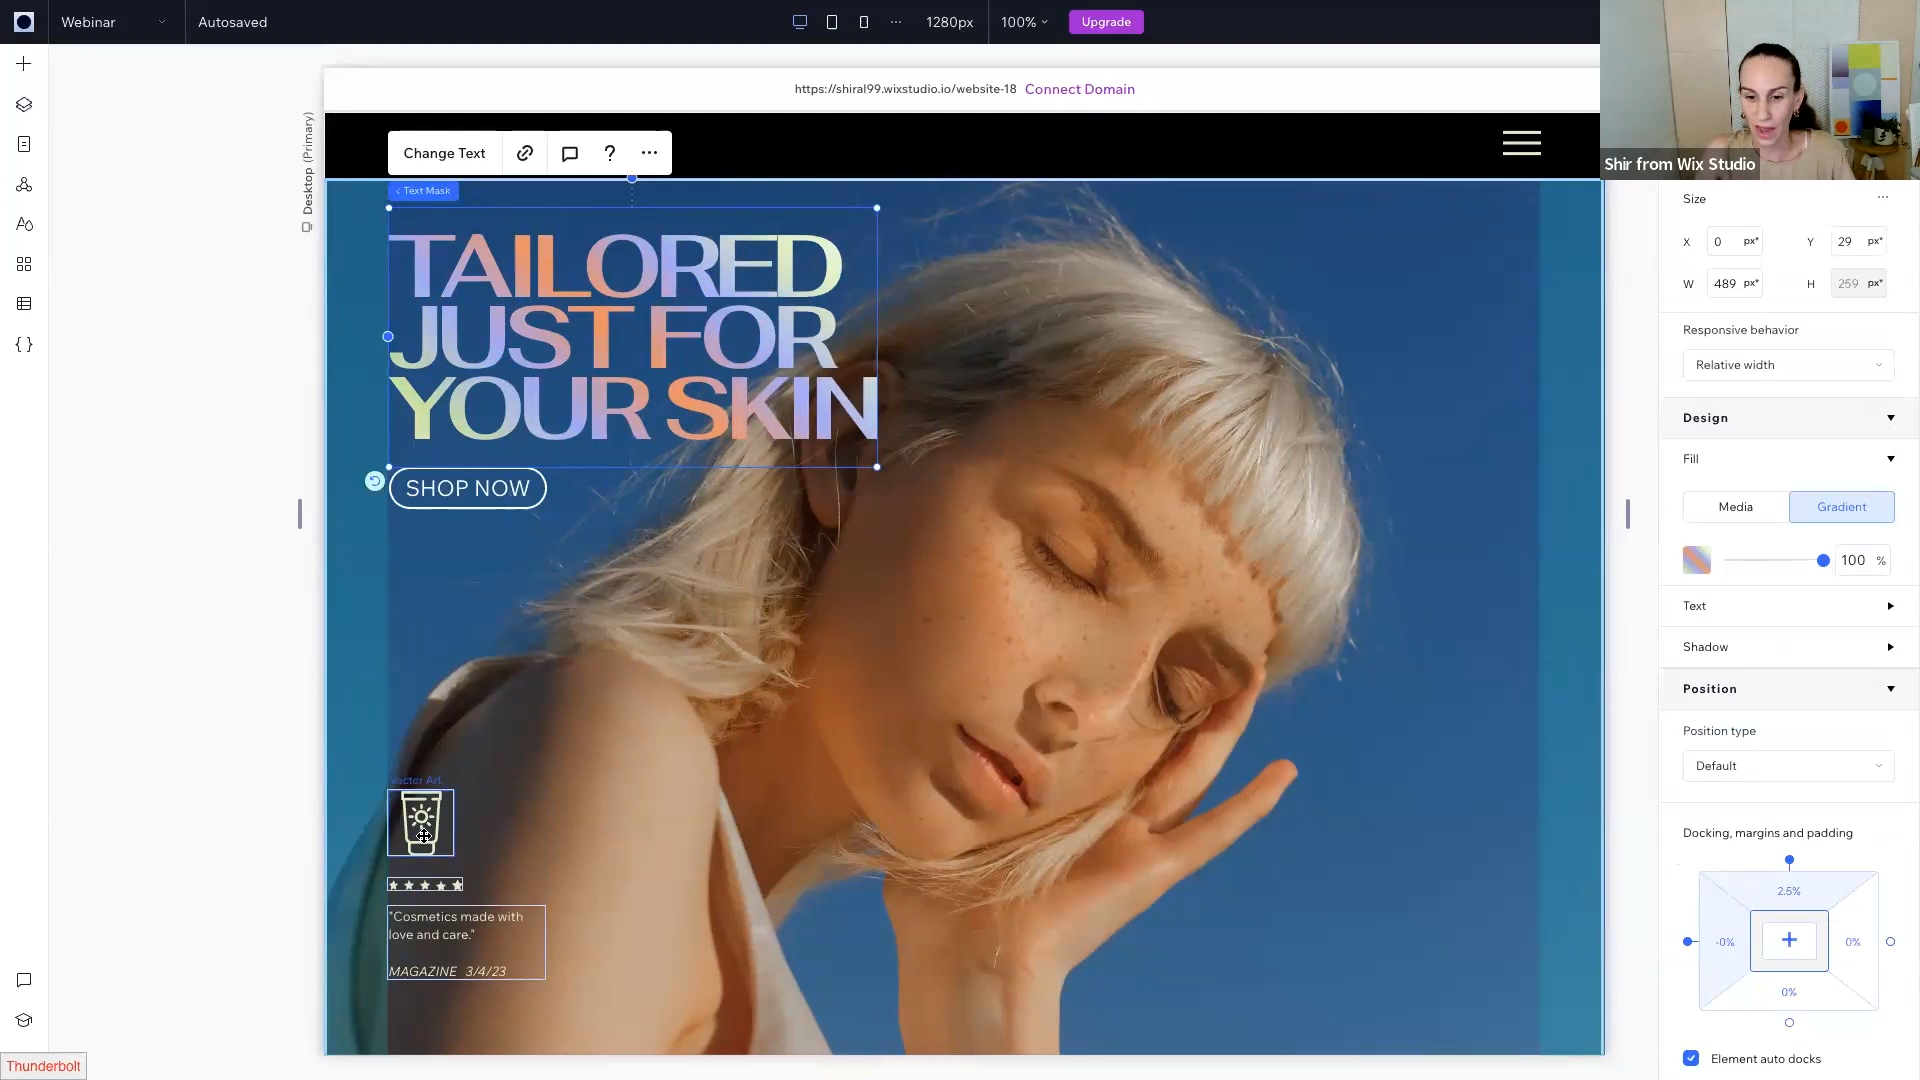 Webinar
Autosaved
1280px
100%
Upgrade
https://shiral99.wixstudio.io/website-18 Connect Domain
Shir from Wix Studio
Desktop (Primary)
Change Text
?
Text Mask
TAILORED
JUST FOR
YOUR SKIN
SHOP NOW
Vector Art
"Cosmetics made with
love and care."
MAGAZINE 3/4/23
Size
X 0 px* Y 29 px*
W 489 px* H 259 px*
Responsive behavior
Relative width
Design
Fill
Media Gradient
100 %
Text
Shadow
Position
Position type
Default
Docking, margins and padding
2.5%
-0% 0%
0%
Element auto docks
Thunderbolt